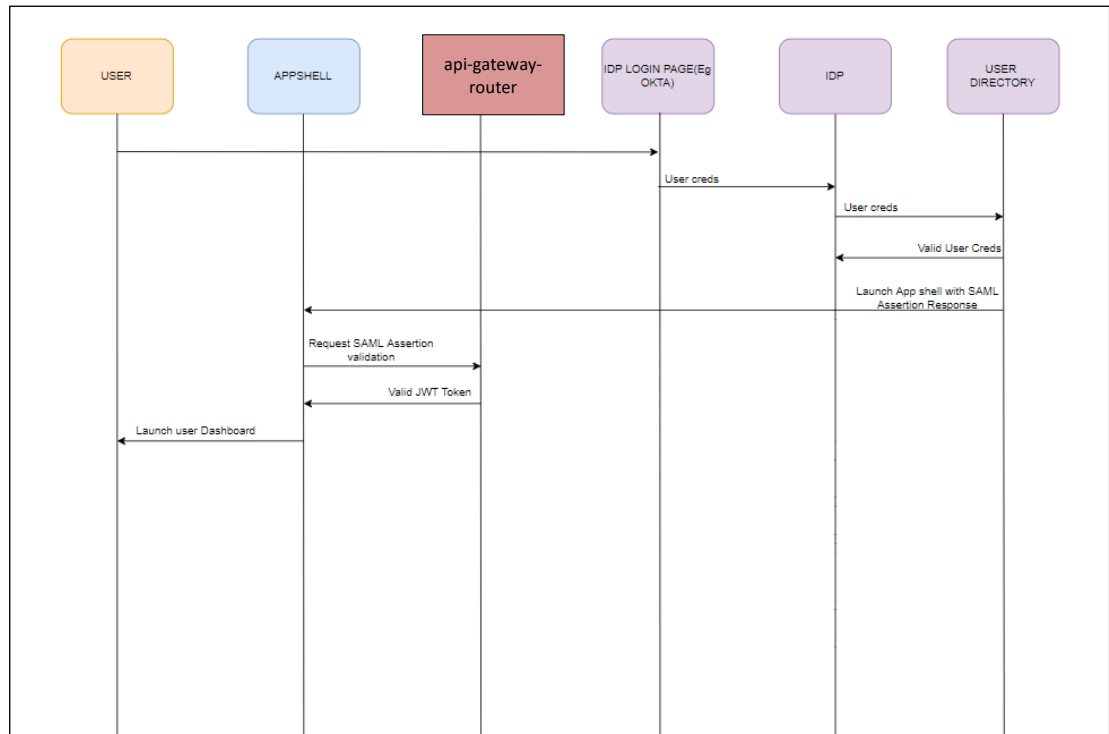 USER
APPSHELL
api-gateway-
router
IDP LOGIN PAGE(Eg
OKTA)
IDP
USER
DIRECTORY
User creds
User creds
Valid User Creds
Launch App shell with SAML
Assertion Response
Request SAML Assertion
validation
Valid JWT Token
Launch user Dashboard